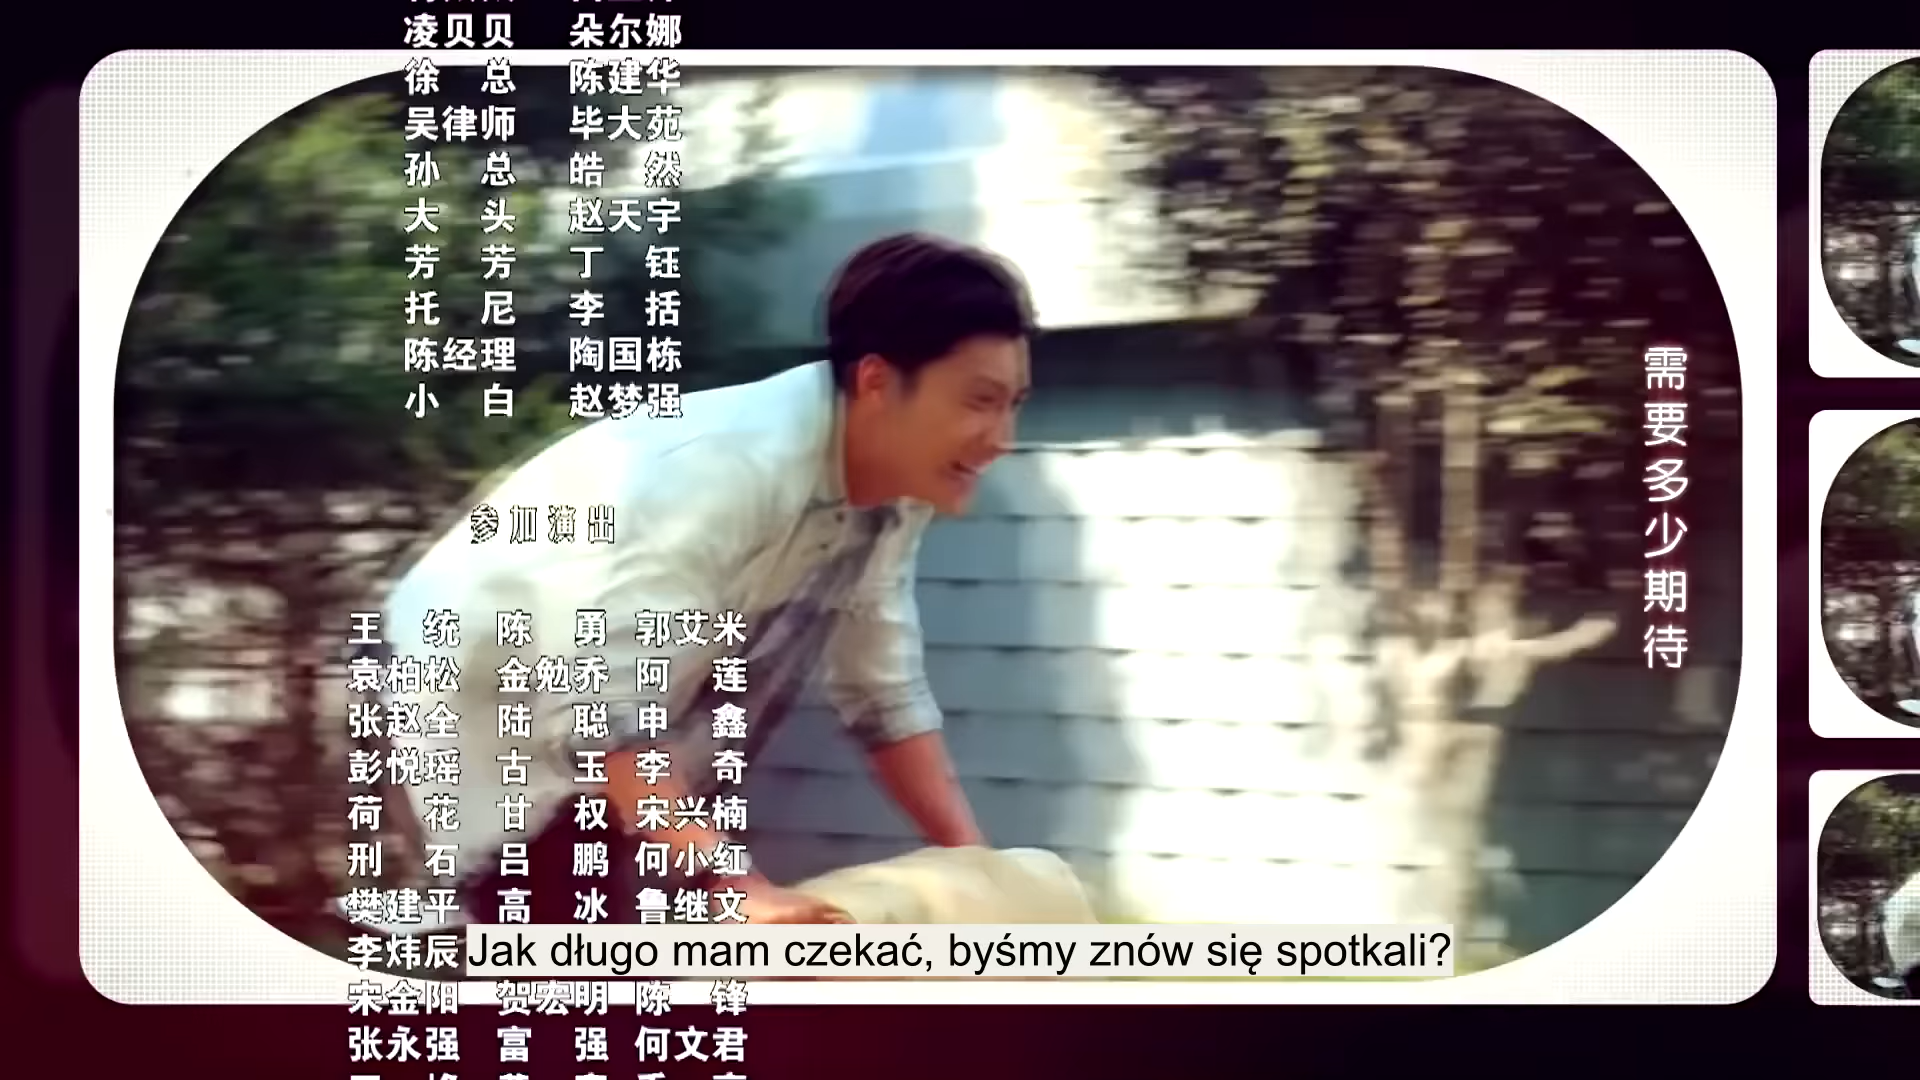 凌贝贝 朵尔娜
徐 总 陈建华
吴律师 毕大苑
孙 总 皓 然
大 头 赵天宇
芳 芳 丁 钰
托 尼 李 括
陈经理 陶国栋
小 白 赵梦强
参加演出
王 统 陈 勇 郭艾米
袁柏松 金勉乔 阿 莲
张赵全 陆 聪 申 鑫
彭悦瑶 古 玉 李 奇
荷 花 甘 权 宋兴楠
刑 石 吕 鹏 何小红
樊建平 高 冰 鲁继文
李炜辰
宋金阳 贺宏明 陈 锋
张永强 富 强 何文君
需要多少期待
Jak długo mam czekać, byśmy znów się spotkali?